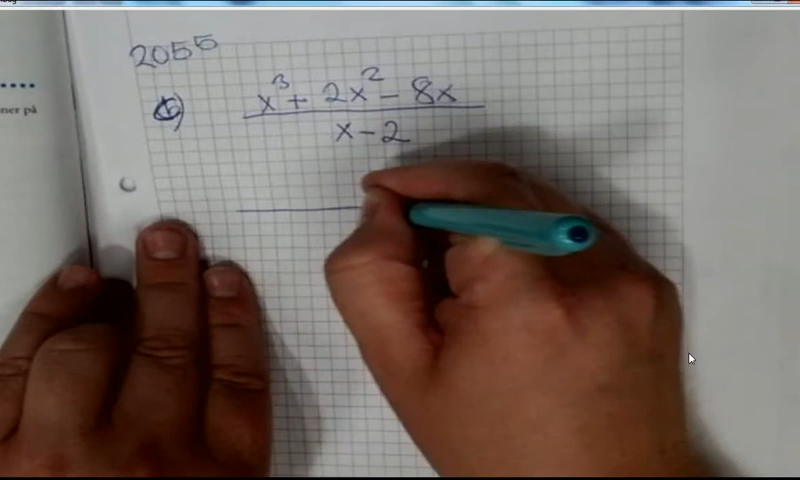 ner på
2055
x³ + 2x² - 8x
x - 2